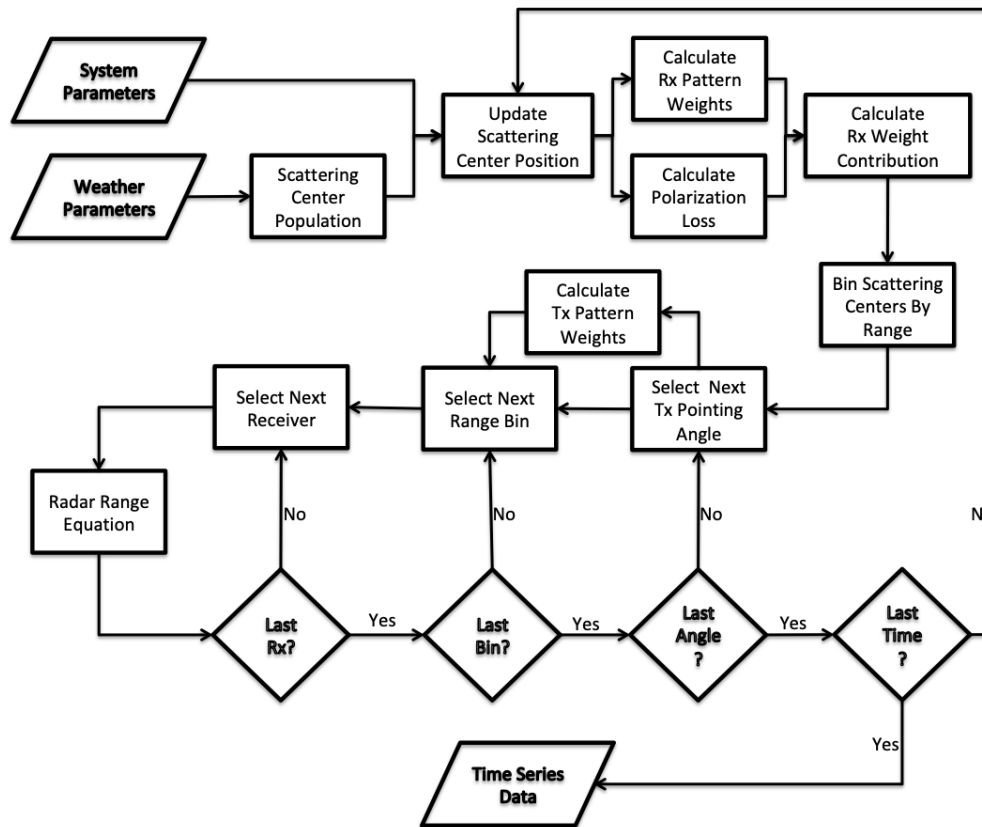 System
Parameters
Weather
Parameters
Scattering
Center
Population
Update
Scattering
Center Position
Calculate
Rx Pattern
Weights
Calculate
Polarization
Loss
Calculate
Rx Weight
Contribution
Bin Scattering
Centers By
Range
Calculate
Tx Pattern
Weights
Select Next
Tx Pointing
Angle
Select Next
Range Bin
Select Next
Receiver
Radar Range
Equation
No
No
No
N
Last
Rx?
Yes
Last
Bin?
Yes
Last
Angle
?
Yes
Last
Time
?
Yes
Time Series
Data